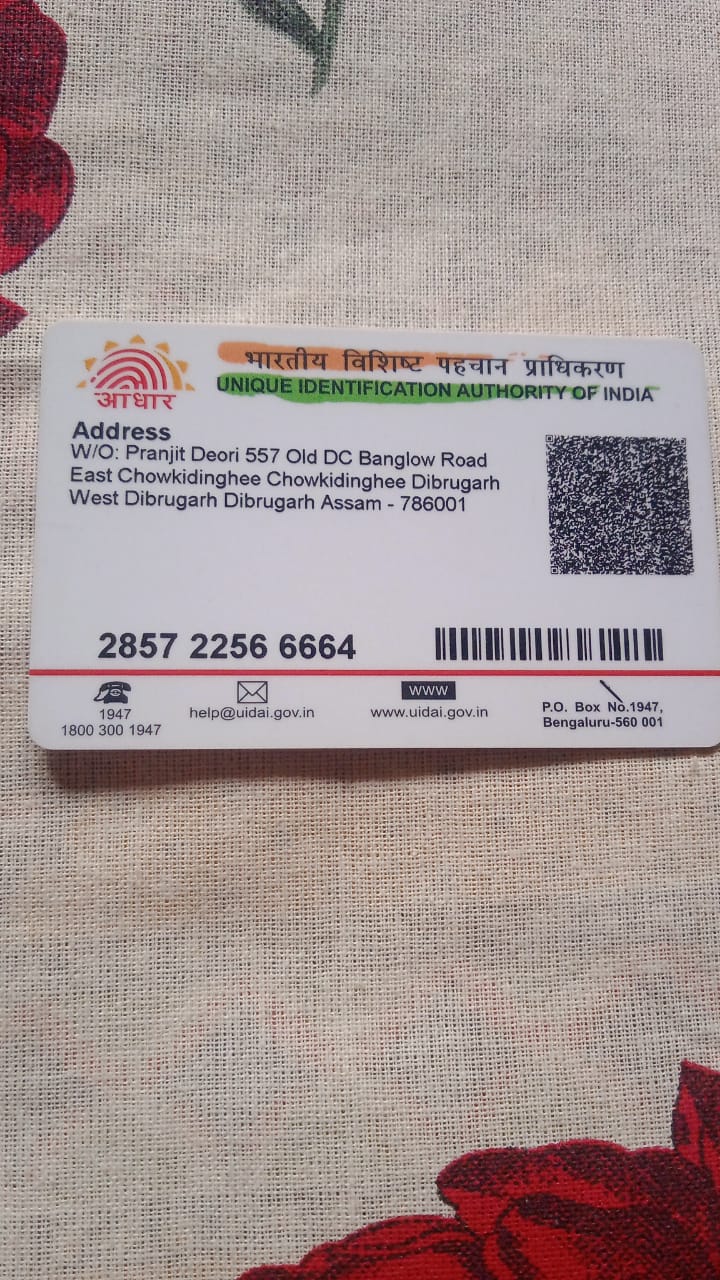 आधार
भारतीय विशिष्ट पहचान प्राधिकरण
UNIQUE IDENTIFICATION AUTHORITY OF INDIA
Address
W/O: Pranjit Deori 557 Old DC Banglow Road
East Chowkidinghee Chowkidinghee Dibrugarh
West Dibrugarh Dibrugarh Assam - 786001
2857 2256 6664
1947
1800 300 1947
help@uidai.gov.in
www
www.uidai.gov.in
P.O. Box No.1947,
Bengaluru-560 001